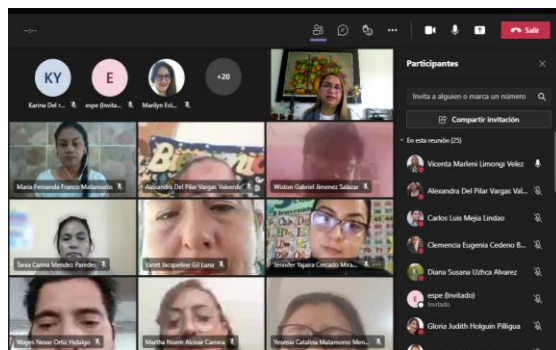 Salir
KY
E
+20
Karina Del r...
espe (Invita...
Marilyn Est...
Maria Fernanda Franco Matamoros
Alexandra Del Pilar Vargas Valverde
Wiston Gabriel Jimenez Salazar
Tania Carina Mendez Paredes
Yanet Jacqueline Gil Luna
Jennifer Yajaira Cercado Mira...
Ortiz Hidalgo
Martha Noemi Alcivar Carrera
Yesenia Catalina Matamoros Men...
Participantes
Invita a alguien o marca un número
Compartir invitación
En esta reunión (25)
Vicenta Marleni Limongi Velez
Alexandra Del Pilar Vargas Val...
Carlos Luis Mejia Lindao
Clemencia Eugenia Cedeno B...
Diana Susana Uzhca Alvarez
E
espe (Invitado)
Invitado
Gloria Judith Holguin Pilligua